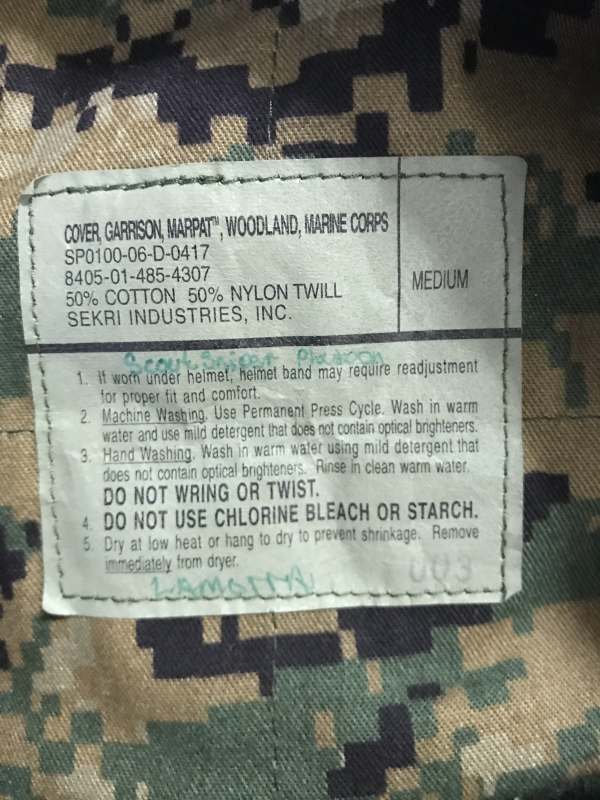 COVER, GARRISON, MARPAT™, WOODLAND, MARINE CORPS
SP0100-06-D-0417
8405-01-485-4307
50% COTTON 50% NYLON TWILL
SEKRI INDUSTRIES, INC.
MEDIUM
Scout Sniper Platoon
1. If worn under helmet, helmet band may require readjustment
for proper fit and comfort.
2. Machine Washing. Use Permanent Press Cycle. Wash in warm
water and use mild detergent that does not contain optical brighteners.
3. Hand Washing. Wash in warm water using mild detergent that
does not contain optical brighteners. Rinse in clean warm water.
DO NOT WRING OR TWIST.
4. DO NOT USE CHLORINE BLEACH OR STARCH.
5. Dry at low heat or hang to dry to prevent shrinkage. Remove
immediately from dryer.
003